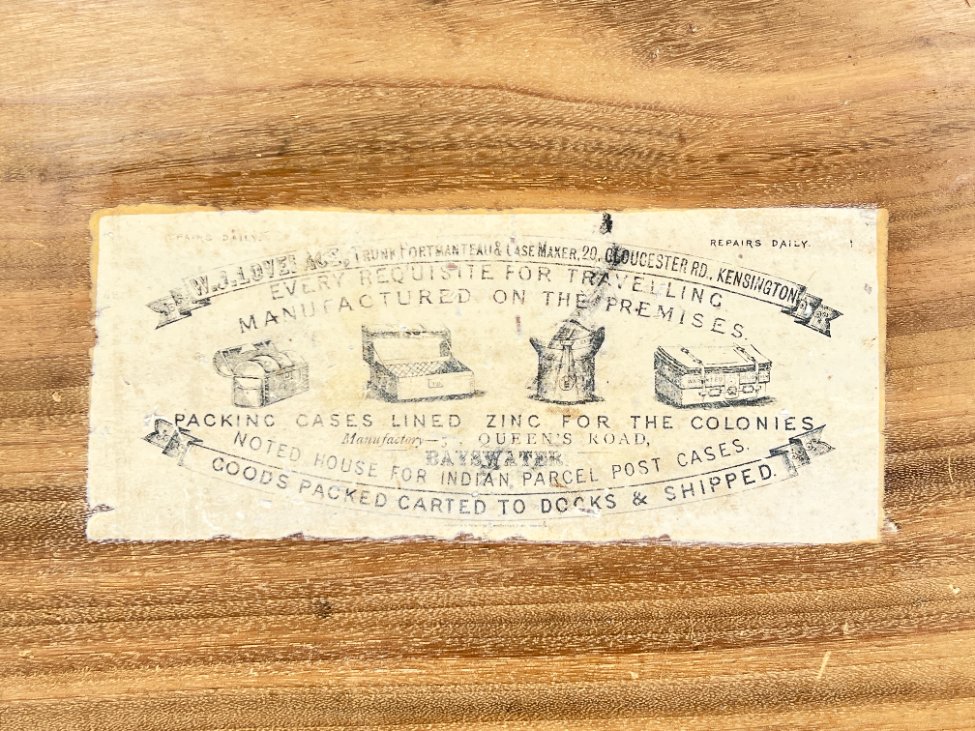 REPAIRS DAILY. REPAIRS DAILY.
W.J. LOVELACE, TRUNK PORTMANTEAU & CASE MAKER, 20, GLOUCESTER RD., KENSINGTON
EVERY REQUISITE FOR TRAVELLING
MANUFACTURED ON THE PREMISES.
PACKING CASES LINED ZINC FOR THE COLONIES
Manufactory— QUEEN'S ROAD,
BAYSWATER
NOTED HOUSE FOR INDIAN PARCEL POST CASES.
GOODS PACKED CARTED TO DOCKS & SHIPPED.